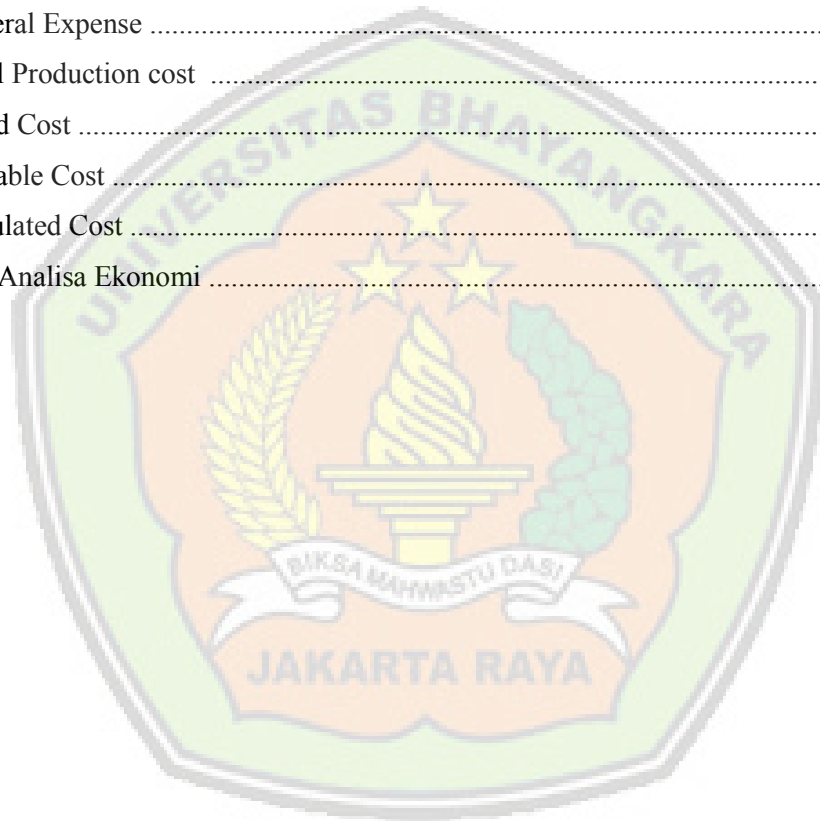 eral Expense ........................................................................................
l Production cost ................................................................................
d Cost ..................................................................................................
able Cost ..............................................................................................
ulated Cost ...........................................................................................
Analisa Ekonomi ..................................................................................
UNIVERSITAS BHAYANGKARA
BIKSA MAHWASTU DASI
JAKARTA RAYA